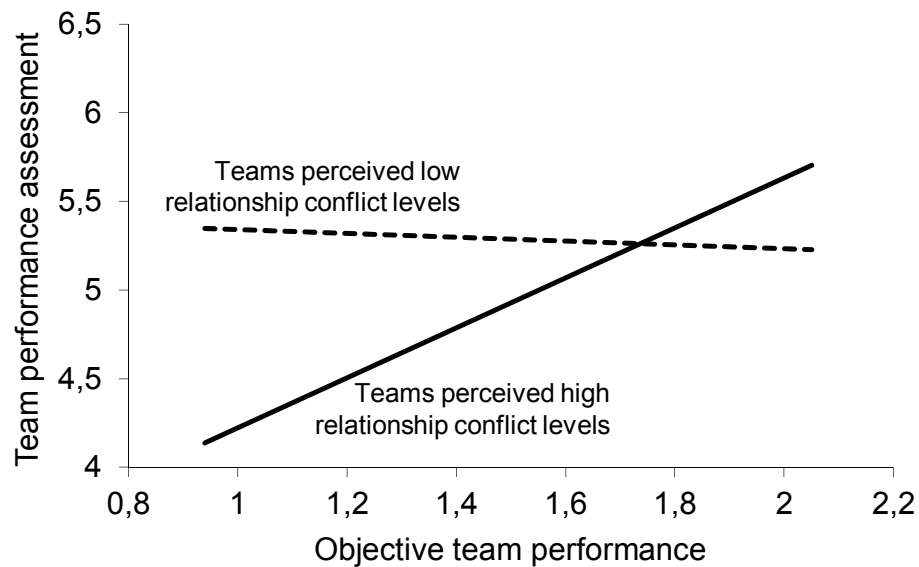 6,5
6
5,5
5
4,5
4
Team performance assessment
Teams perceived low
relationship conflict levels
Teams perceived high
relationship conflict levels
0,8 1 1,2 1,4 1,6 1,8 2 2,2
Objective team performance